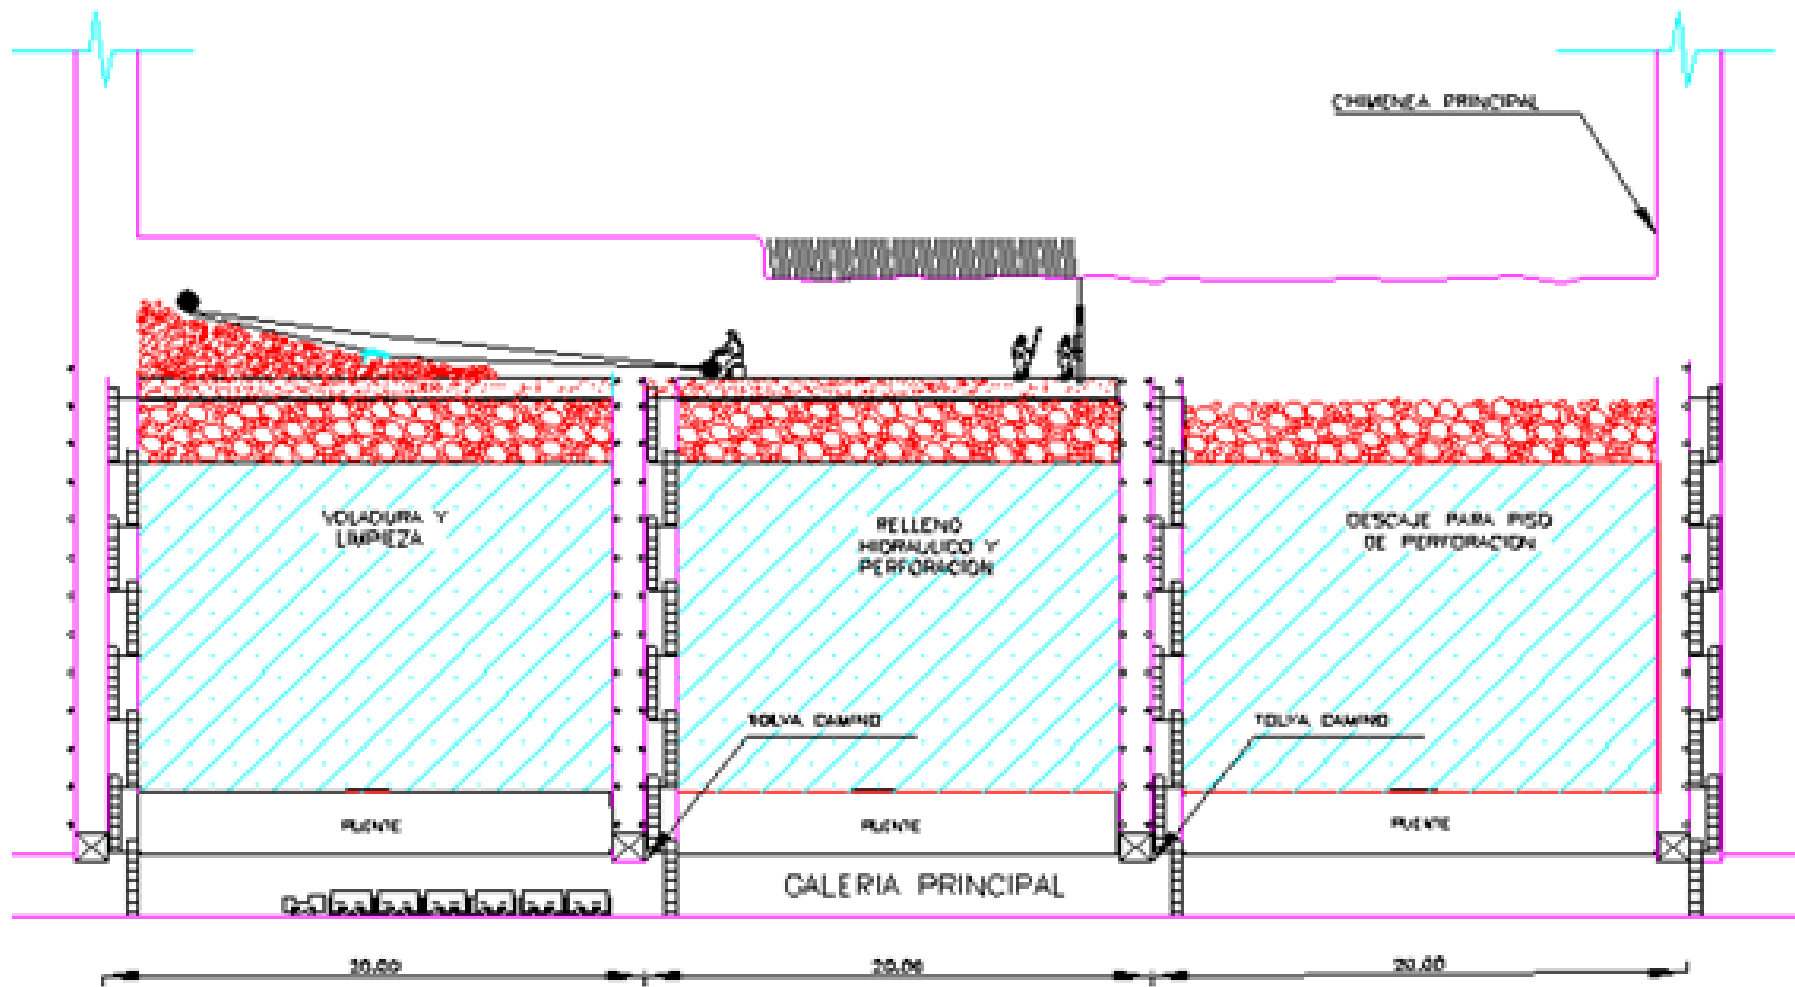 CHIMENEA PRINCIPAL
VOLADURA Y
LIMPIEZA
RELLENO
HIDRAULICO Y
PERFORACION
DESCAJE PARA PISO
DE PERFORACION
TOLVA CAMINO
TOLVA CAMINO
PUENTE
PUENTE
PUENTE
GALERIA PRINCIPAL
20.00
20.00
20.00